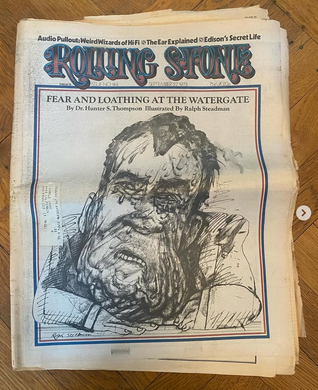 Audio Pullout: Weird Wizards of Hi-Fi ⊛ The Ear Explained ⊛ Edison's Secret Life
ROLLING STONE
FEAR AND LOATHING AT THE WATERGATE
By Dr. Hunter S. Thompson Illustrated By Ralph Steadman